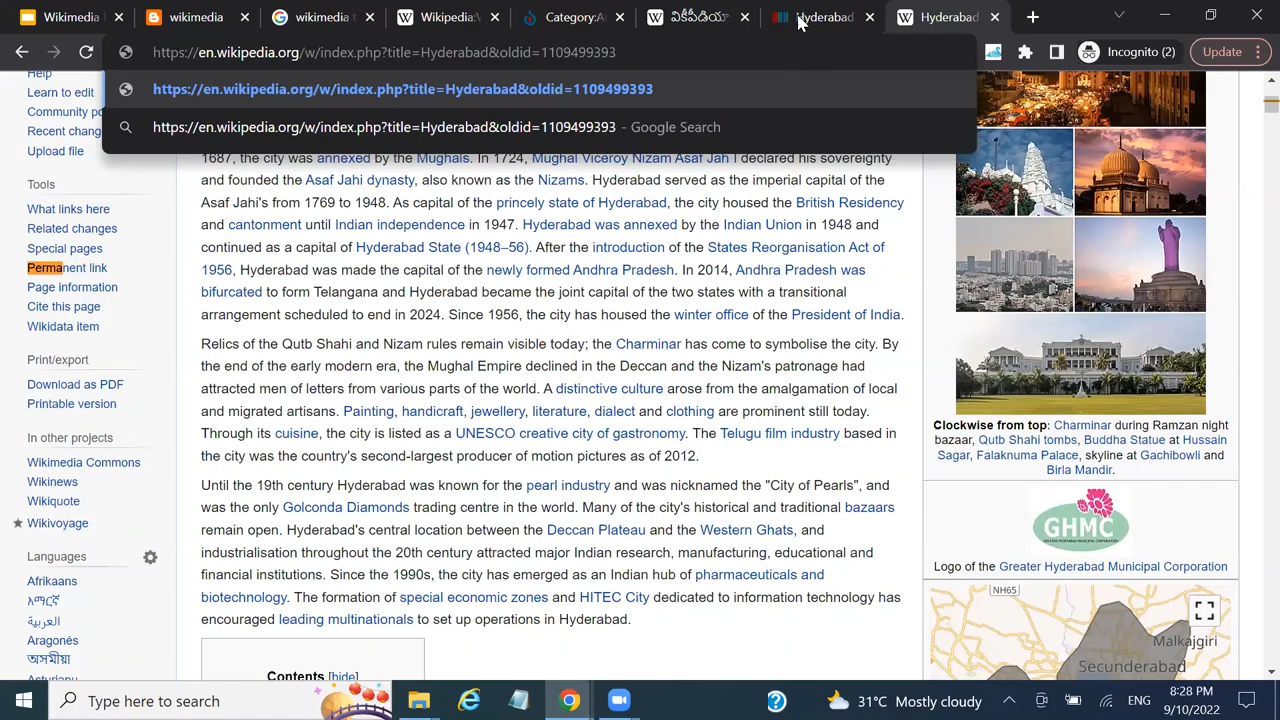 wikimedia
wikimedia
wikimedia t
Wikipedia:
Category:A
వికీపీడియా
Hyderabad
Hyderabad
https://en.wikipedia.org/w/index.php?title=Hyderabad&oldid=1109499393
Incognito (2)
Update
https://en.wikipedia.org/w/index.php?title=Hyderabad&oldid=1109499393
https://en.wikipedia.org/w/index.php?title=Hyderabad&oldid=1109499393 - Google Search
Help
Learn to edit
Community po
Recent chang
Upload file
Tools
What links here
Related changes
Special pages
Permanent link
Page information
Cite this page
Wikidata item
Print/export
Download as PDF
Printable version
In other projects
Wikimedia Commons
Wikinews
Wikiquote
Wikivoyage
Languages
Afrikaans
አማርኛ
العربية
Aragonés
অসমীয়া
Asturianu
1687, the city was annexed by the Mughals. In 1724, Mughal Viceroy Nizam Asaf Jah I declared his sovereignty
and founded the Asaf Jahi dynasty, also known as the Nizams. Hyderabad served as the imperial capital of the
Asaf Jahi's from 1769 to 1948. As capital of the princely state of Hyderabad, the city housed the British Residency
and cantonment until Indian independence in 1947. Hyderabad was annexed by the Indian Union in 1948 and
continued as a capital of Hyderabad State (1948–56). After the introduction of the States Reorganisation Act of
1956, Hyderabad was made the capital of the newly formed Andhra Pradesh. In 2014, Andhra Pradesh was
bifurcated to form Telangana and Hyderabad became the joint capital of the two states with a transitional
arrangement scheduled to end in 2024. Since 1956, the city has housed the winter office of the President of India.
Relics of the Qutb Shahi and Nizam rules remain visible today; the Charminar has come to symbolise the city. By
the end of the early modern era, the Mughal Empire declined in the Deccan and the Nizam's patronage had
attracted men of letters from various parts of the world. A distinctive culture arose from the amalgamation of local
and migrated artisans. Painting, handicraft, jewellery, literature, dialect and clothing are prominent still today.
Through its cuisine, the city is listed as a UNESCO creative city of gastronomy. The Telugu film industry based in
the city was the country's second-largest producer of motion pictures as of 2012.
Until the 19th century Hyderabad was known for the pearl industry and was nicknamed the "City of Pearls", and
was the only Golconda Diamonds trading centre in the world. Many of the city's historical and traditional bazaars
remain open. Hyderabad's central location between the Deccan Plateau and the Western Ghats, and
industrialisation throughout the 20th century attracted major Indian research, manufacturing, educational and
financial institutions. Since the 1990s, the city has emerged as an Indian hub of pharmaceuticals and
biotechnology. The formation of special economic zones and HITEC City dedicated to information technology has
encouraged leading multinationals to set up operations in Hyderabad.
Contents [hide]
Clockwise from top: Charminar during Ramzan night
bazaar, Qutb Shahi tombs, Buddha Statue at Hussain
Sagar, Falaknuma Palace, skyline at Gachibowli and
Birla Mandir.
GHMC
Logo of the Greater Hyderabad Municipal Corporation
NH65
Malkajgiri
Secunderabad
Type here to search
31°C Mostly cloudy
ENG
8:28 PM
9/10/2022